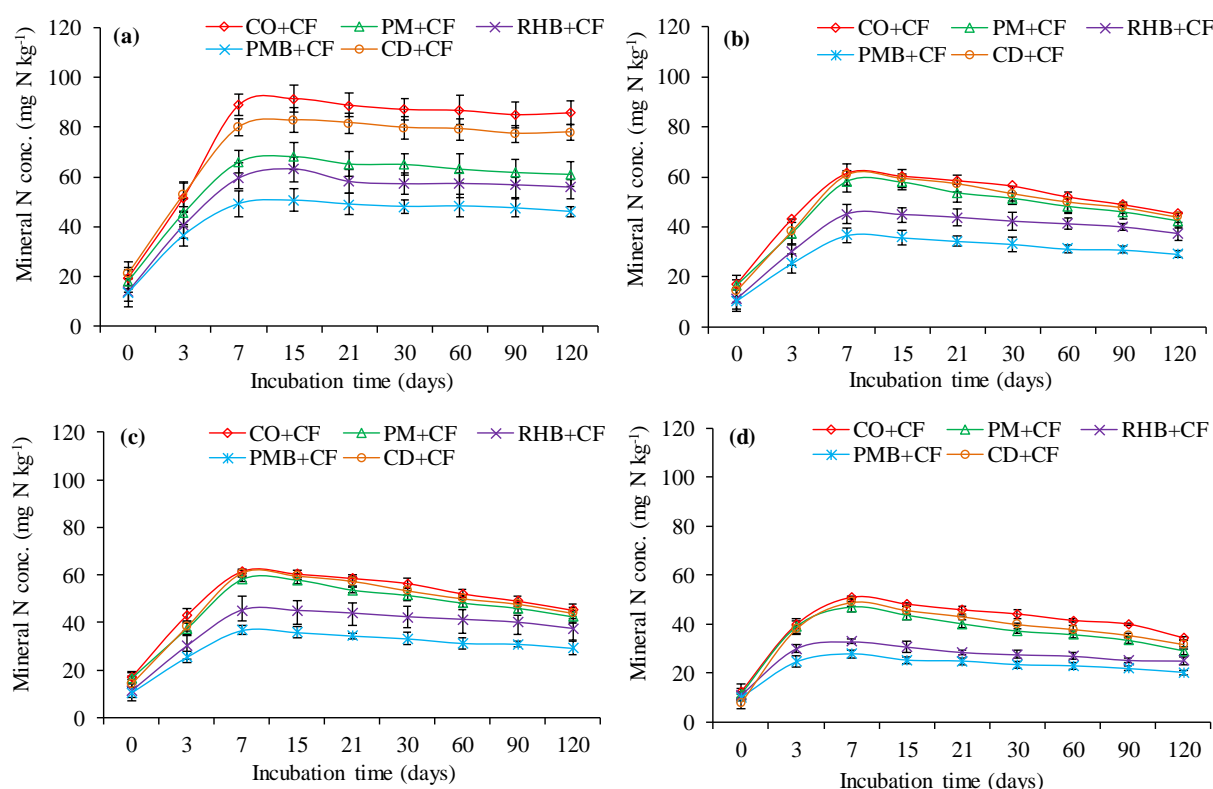 (a) CO+CF PM+CF RHB+CF
PMB+CF CD+CF
Mineral N conc. (mg N kg⁻¹)
120
100
80
60
40
20
0
0 3 7 15 21 30 60 90 120
Incubation time (days)
(b) CO+CF PM+CF RHB+CF
PMB+CF CD+CF
Mineral N conc. (mg N kg⁻¹)
120
100
80
60
40
20
0
0 3 7 15 21 30 60 90 120
Incubation time (days)
(c) CO+CF PM+CF RHB+CF
PMB+CF CD+CF
Mineral N conc. (mg N kg⁻¹)
120
100
80
60
40
20
0
0 3 7 15 21 30 60 90 120
Incubation time (days)
(d) CO+CF PM+CF RHB+CF
PMB+CF CD+CF
Mineral N conc. (mg N kg⁻¹)
120
100
80
60
40
20
0
0 3 7 15 21 30 60 90 120
Incubation time (days)